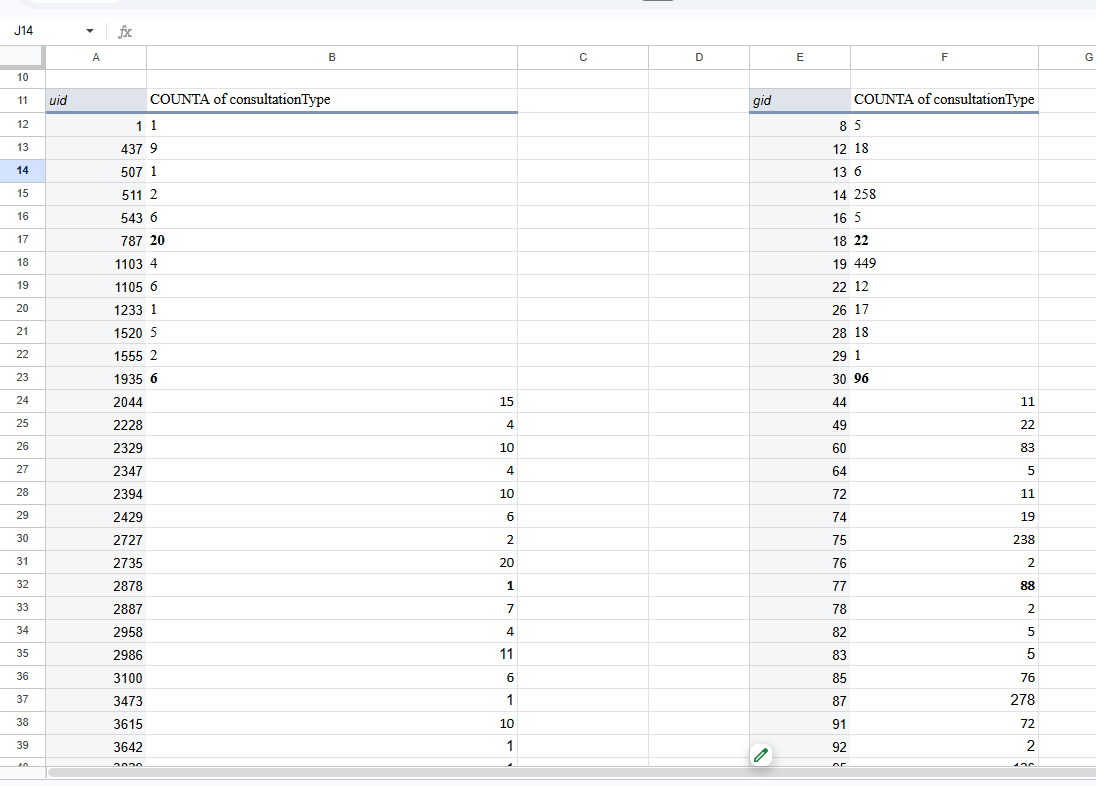 J14 fx
A B C D E F G
10
11 uid COUNTA of consultationType gid COUNTA of consultationType
12 1 1 8 5
13 437 9 12 18
14 507 1 13 6
15 511 2 14 258
16 543 6 16 5
17 787 20 18 22
18 1103 4 19 449
19 1105 6 22 12
20 1233 1 26 17
21 1520 5 28 18
22 1555 2 29 1
23 1935 6 30 96
24 2044 15 44 11
25 2228 4 49 22
26 2329 10 60 83
27 2347 4 64 5
28 2394 10 72 11
29 2429 6 74 19
30 2727 2 75 238
31 2735 20 76 2
32 2878 1 77 88
33 2887 7 78 2
34 2958 4 82 5
35 2986 11 83 5
36 3100 6 85 76
37 3473 1 87 278
38 3615 10 91 72
39 3642 1 92 2